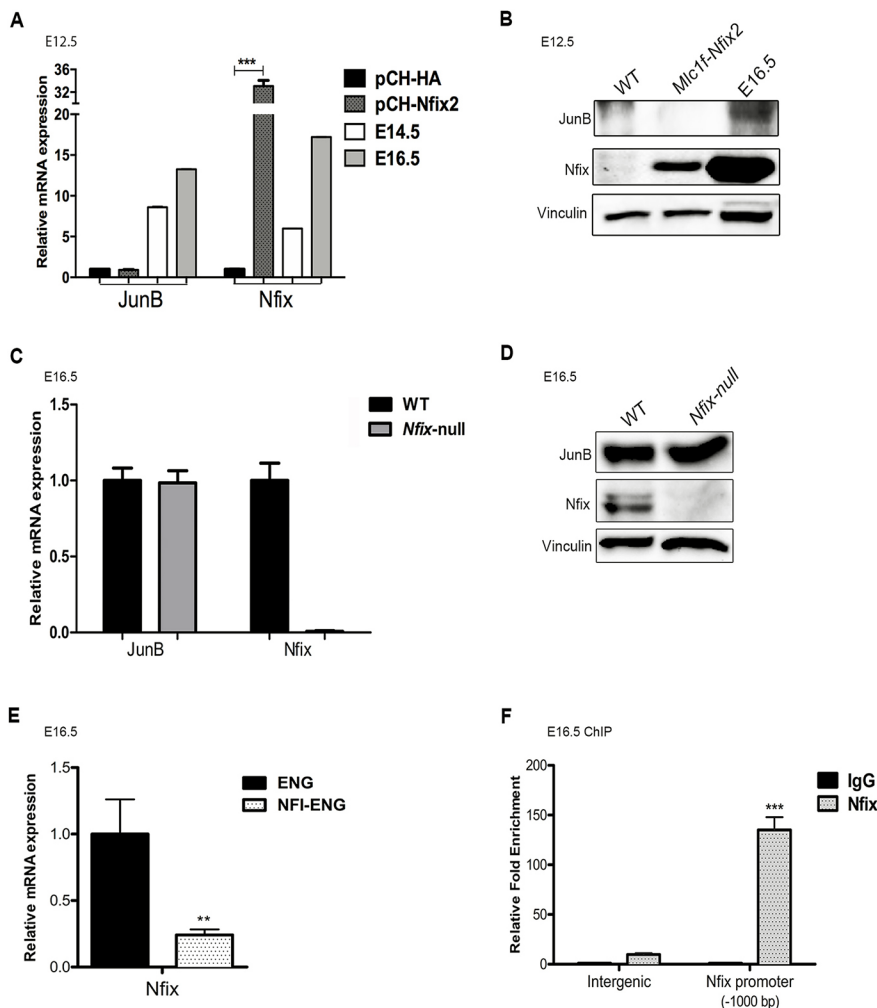 A
E12.5
Relative mRNA expression
36
32
20
15
10
5
0
***
JunB
Nfix
pCH-HA
pCH-Nfix2
E14.5
E16.5
B
E12.5
WT
Mlc1f-Nfix2
E16.5
JunB
Nfix
Vinculin
C
E16.5
Relative mRNA expression
1.5
1.0
0.5
0.0
JunB
Nfix
WT
Nfix-null
D
E16.5
WT
Nfix-null
JunB
Nfix
Vinculin
E
E16.5
Relative mRNA expression
1.5
1.0
0.5
0.0
**
Nfix
ENG
NFI-ENG
F
E16.5 ChIP
Relative Fold Enrichment
200
150
100
50
0
***
Intergenic
Nfix promoter
(-1000 bp)
IgG
Nfix